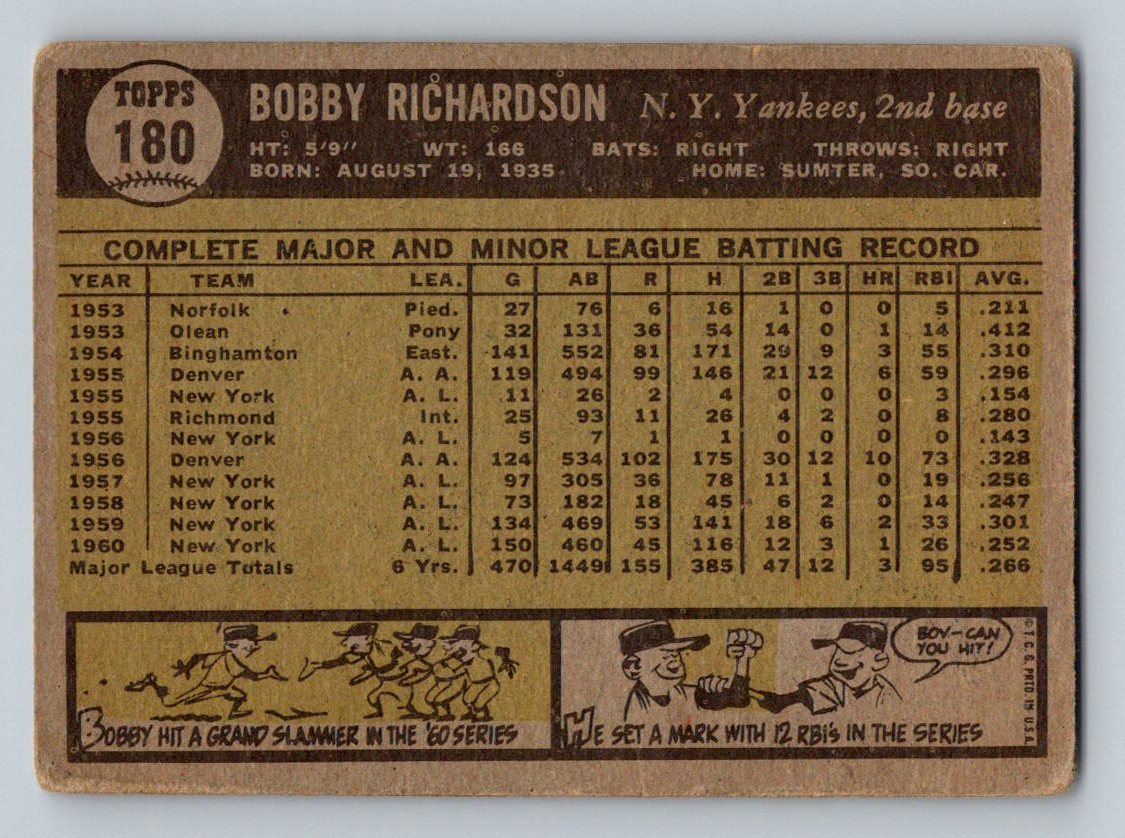 TOPPS
180
BOBBY RICHARDSON N. Y. Yankees, 2nd base
HT: 5'9" WT: 166 BATS: RIGHT THROWS: RIGHT
BORN: AUGUST 19, 1935 HOME: SUMTER, SO. CAR.
COMPLETE MAJOR AND MINOR LEAGUE BATTING RECORD
YEAR TEAM LEA. G AB R H 2B 3B HR RBI AVG.
1953 Norfolk Pied. 27 76 6 16 1 0 0 5 .211
1953 Olean Pony 32 131 36 54 14 0 1 14 .412
1954 Binghamton East. 141 552 81 171 29 9 3 55 .310
1955 Denver A. A. 119 494 99 146 21 12 6 59 .296
1955 New York A. L. 11 26 2 4 0 0 0 3 .154
1955 Richmond Int. 25 93 11 26 4 2 0 8 .280
1956 New York A. L. 5 7 1 1 0 0 0 0 .143
1956 Denver A. A. 124 534 102 175 30 12 10 73 .328
1957 New York A. L. 97 305 36 78 11 1 0 19 .256
1958 New York A. L. 73 182 18 45 6 2 0 14 .247
1959 New York A. L. 134 469 53 141 18 6 2 33 .301
1960 New York A. L. 150 460 45 116 12 3 1 26 .252
Major League Totals 6 Yrs. 470 1449 155 385 47 12 3 95 .266
BOBBY HIT A GRAND SLAMMER IN THE '60 SERIES
BOY-CAN
YOU HIT!
HE SET A MARK WITH 12 RBI's IN THE SERIES
© T. C. G. PRTD. IN U.S.A.